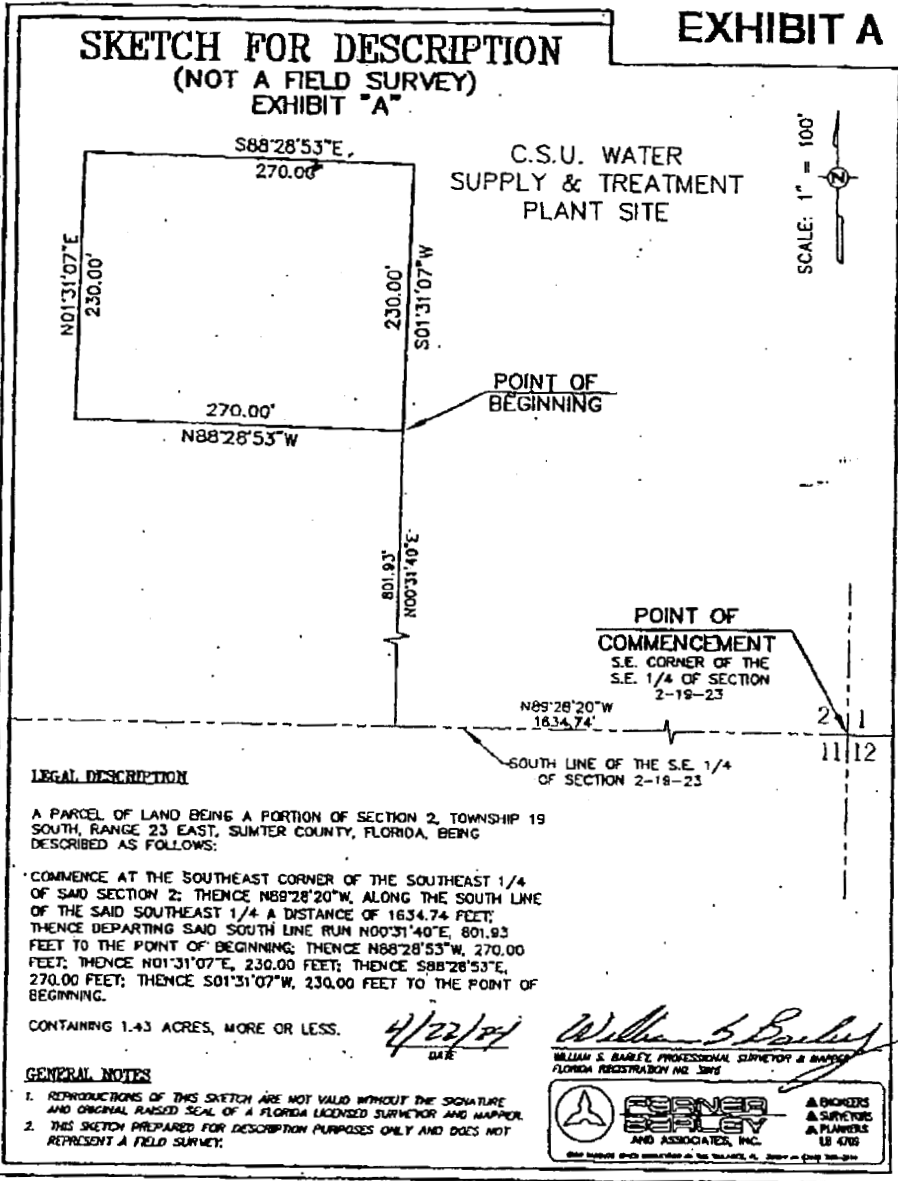 EXHIBIT A
SKETCH FOR DESCRIPTION
(NOT A FIELD SURVEY)
EXHIBIT "A"
S88°28'53"E
270.00'
C.S.U. WATER
SUPPLY & TREATMENT
PLANT SITE
SCALE: 1" = 100'
N
N01°31'07"E
230.00'
230.00'
S01°31'07"W
POINT OF
BEGINNING
270.00'
N88°28'53"W
801.93'
N00°31'40"E
POINT OF
COMMENCEMENT
S.E. CORNER OF THE
S.E. 1/4 OF SECTION
2-19-23
N89°28'20"W
1634.74'
2 1
11 12
SOUTH LINE OF THE S.E. 1/4
OF SECTION 2-19-23
LEGAL DESCRIPTION
A PARCEL OF LAND BEING A PORTION OF SECTION 2, TOWNSHIP 19
SOUTH, RANGE 23 EAST, SUMTER COUNTY, FLORIDA, BEING
DESCRIBED AS FOLLOWS:
COMMENCE AT THE SOUTHEAST CORNER OF THE SOUTHEAST 1/4
OF SAID SECTION 2; THENCE N89°28'20"W, ALONG THE SOUTH LINE
OF THE SAID SOUTHEAST 1/4 A DISTANCE OF 1634.74 FEET;
THENCE DEPARTING SAID SOUTH LINE RUN N00°31'40"E, 801.93
FEET TO THE POINT OF BEGINNING; THENCE N88°28'53"W, 270.00
FEET; THENCE N01°31'07"E, 230.00 FEET; THENCE S88°28'53"E,
270.00 FEET; THENCE S01°31'07"W, 230.00 FEET TO THE POINT OF
BEGINNING.
CONTAINING 1.43 ACRES, MORE OR LESS.
4/22/04
DATE
William S Barley
WILLIAM S. BARLEY, PROFESSIONAL SURVEYOR & MAPPER
FLORIDA REGISTRATION NO. 3815
GENERAL NOTES
1. REPRODUCTIONS OF THIS SKETCH ARE NOT VALID WITHOUT THE SIGNATURE
AND ORIGINAL RAISED SEAL OF A FLORIDA LICENSED SURVEYOR AND MAPPER.
2. THIS SKETCH PREPARED FOR DESCRIPTION PURPOSES ONLY AND DOES NOT
REPRESENT A FIELD SURVEY.
BARLEY
AND ASSOCIATES, INC.
ENGINEERS
SURVEYORS
PLANNERS
LB 4709